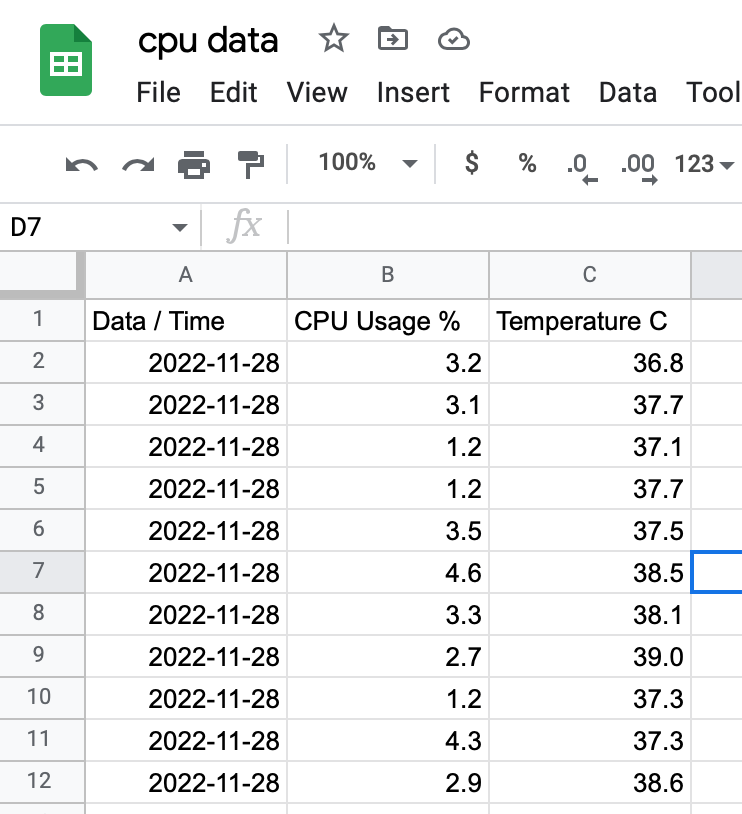 cpu data
File Edit View Insert Format Data Tool
100% $ % .0 .00 123
D7 fx
A B C
1 Data / Time CPU Usage % Temperature C
2 2022-11-28 3.2 36.8
3 2022-11-28 3.1 37.7
4 2022-11-28 1.2 37.1
5 2022-11-28 1.2 37.7
6 2022-11-28 3.5 37.5
7 2022-11-28 4.6 38.5
8 2022-11-28 3.3 38.1
9 2022-11-28 2.7 39.0
10 2022-11-28 1.2 37.3
11 2022-11-28 4.3 37.3
12 2022-11-28 2.9 38.6